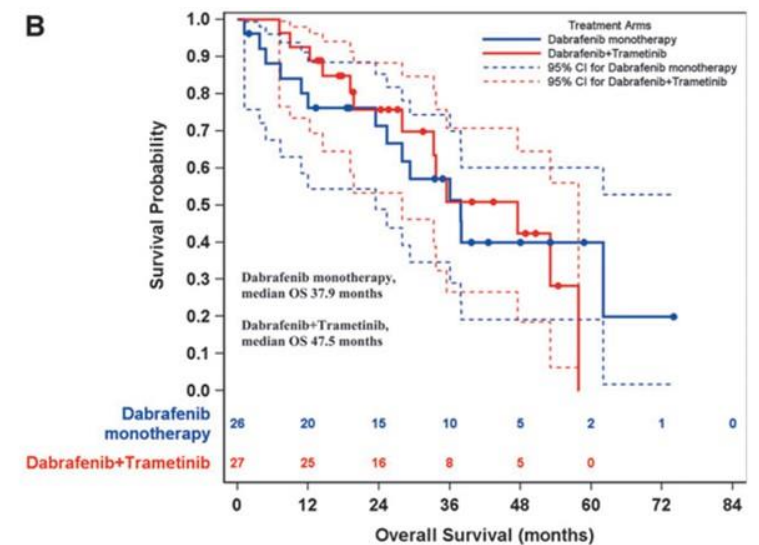 B
Treatment Arms
Dabrafenib monotherapy
Dabrafenib+Trametinib
95% CI for Dabrafenib monotherapy
95% CI for Dabrafenib+Trametinib
1.0
0.9
0.8
0.7
0.6
0.5
0.4
0.3
0.2
0.1
0.0
Survival Probability
Dabrafenib monotherapy,
median OS 37.9 months
Dabrafenib+Trametinib,
median OS 47.5 months
Dabrafenib
monotherapy
26 20 15 10 5 2 1 0
Dabrafenib+Trametinib 27 25 16 8 5 0
0 12 24 36 48 60 72 84
Overall Survival (months)